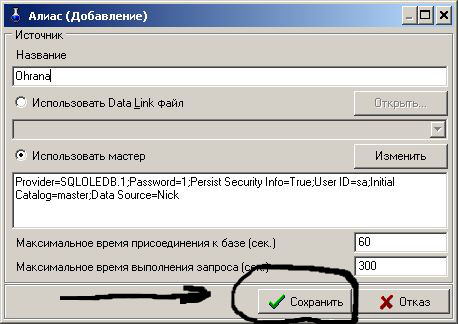 Алиас (Добавление)
Источник
Название
Ohrana
Использовать Data Link файл
Открыть...
Использовать мастер
Изменить
Provider=SQLOLEDB.1;Password=1;Persist Security Info=True;User ID=sa;Initial
Catalog=master;Data Source=Nick
Максимальное время присоединения к базе (сек.)
60
Максимальное время выполнения запроса (сек.)
300
Сохранить
Отказ